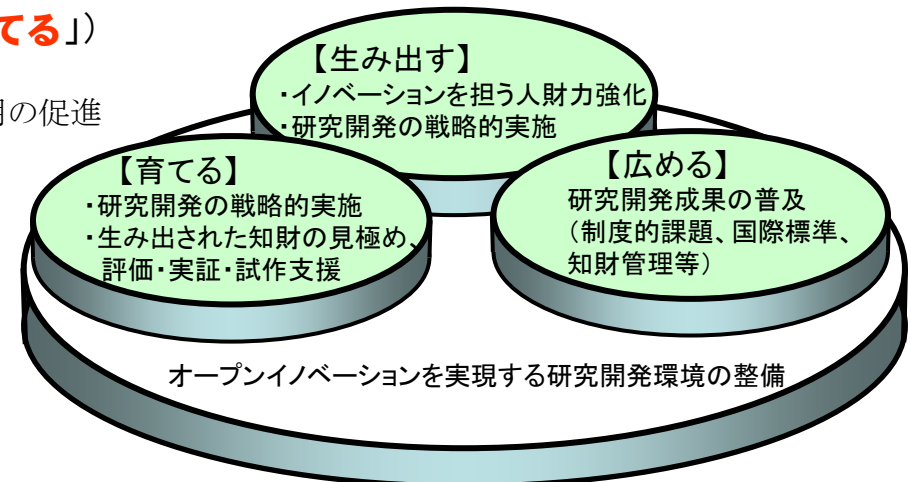 てる」）
【生み出す】
・イノベーションを担う人財力強化
・研究開発の戦略的実施
の促進
【育てる】
・研究開発の戦略的実施
・生み出された知財の見極め、
評価・実証・試作支援
【広める】
研究開発成果の普及
（制度的課題、国際標準、
知財管理等）
オープンイノベーションを実現する研究開発環境の整備